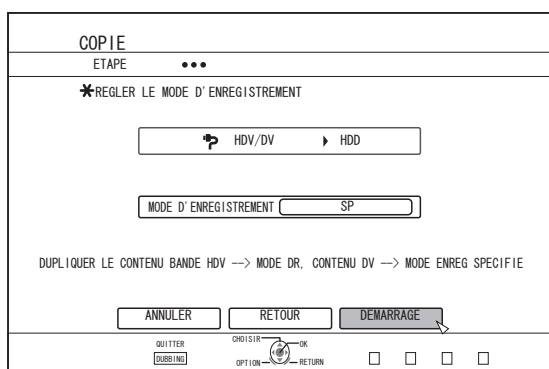 COPIE
ETAPE
REGLER LE MODE D'ENREGISTREMENT
HDV/DV HDD
MODE D'ENREGISTREMENT SP
DUPLIQUER LE CONTENU BANDE HDV --> MODE DR, CONTENU DV --> MODE ENREG SPECIFIE
ANNULER RETOUR DEMARRAGE
QUITTER CHOISIR OK
DUBBING OPTION RETURN